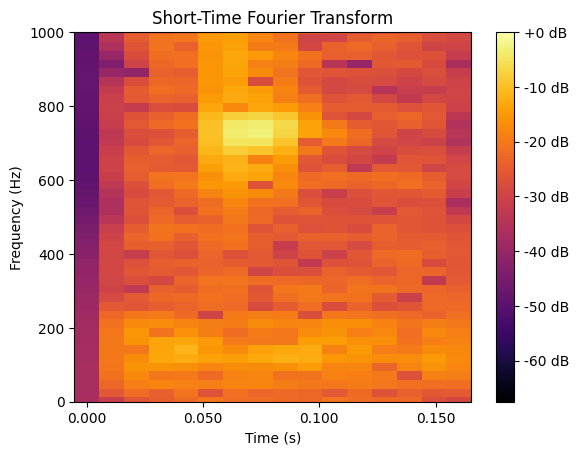 Short-Time Fourier Transform
1000
800
600
400
200
0
Frequency (Hz)
0.000
0.050
0.100
0.150
Time (s)
+0 dB
-10 dB
-20 dB
-30 dB
-40 dB
-50 dB
-60 dB